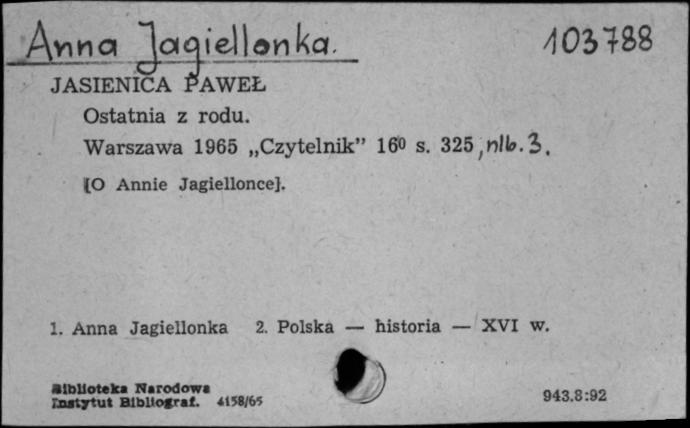 Anna Jagiellonka.
103788
JASIENICA PAWEŁ
Ostatnia z rodu.
Warszawa 1965 „Czytelnik” 16⁰ s. 325, nlb. 3.
[O Annie Jagiellonce].
1. Anna Jagiellonka 2. Polska — historia — XVI w.
Biblioteka Narodowa
Instytut Bibliograf. 4158/65
943.8:92